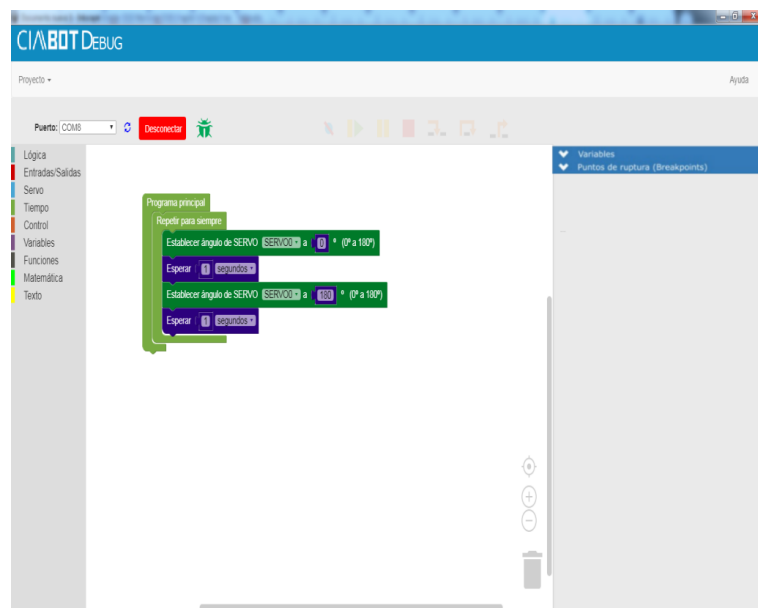 CIABOT DEBUG
Proyecto
Ayuda
Puerto: COM8 Desconectar
Lógica
Entradas/Salidas
Servo
Tiempo
Control
Variables
Funciones
Matemática
Texto
Programa principal
Repetir para siempre
Establecer ángulo de SERVO SERVO0 a 0 º (0º a 180º)
Esperar 1 segundos
Establecer ángulo de SERVO SERVO0 a 180 º (0º a 180º)
Esperar 1 segundos
Variables
Puntos de ruptura (Breakpoints)
...